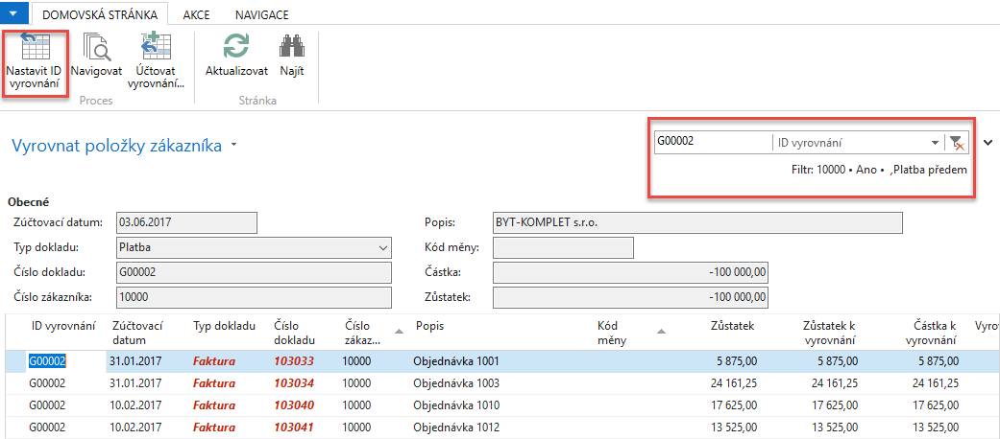 DOMOVSKÁ STRÁNKA AKCE NAVIGACE
Nastavit ID vyrovnání Navigovat Účtovat vyrovnání... Aktualizovat Najít
Proces Stránka
Vyrovnat položky zákazníka
G00002 ID vyrovnání
Filtr: 10000 • Ano • ,Platba předem
Obecné
Zúčtovací datum: 03.06.2017 Popis: BYT-KOMPLET s.r.o.
Typ dokladu: Platba Kód měny:
Číslo dokladu: G00002 Částka: -100 000,00
Číslo zákazníka: 10000 Zůstatek: -100 000,00
ID vyrovnání Zúčtovací datum Typ dokladu Číslo dokladu Číslo zákaz... Popis Kód měny Zůstatek Zůstatek k vyrovnání Částka k vyrovnání Vyro
G00002 31.01.2017 Faktura 103033 10000 Objednávka 1001 5 875,00 5 875,00 5 875,00
G00002 31.01.2017 Faktura 103034 10000 Objednávka 1003 24 161,25 24 161,25 24 161,25
G00002 10.02.2017 Faktura 103040 10000 Objednávka 1010 17 625,00 17 625,00 17 625,00
G00002 10.02.2017 Faktura 103041 10000 Objednávka 1012 13 525,00 13 525,00 13 525,00